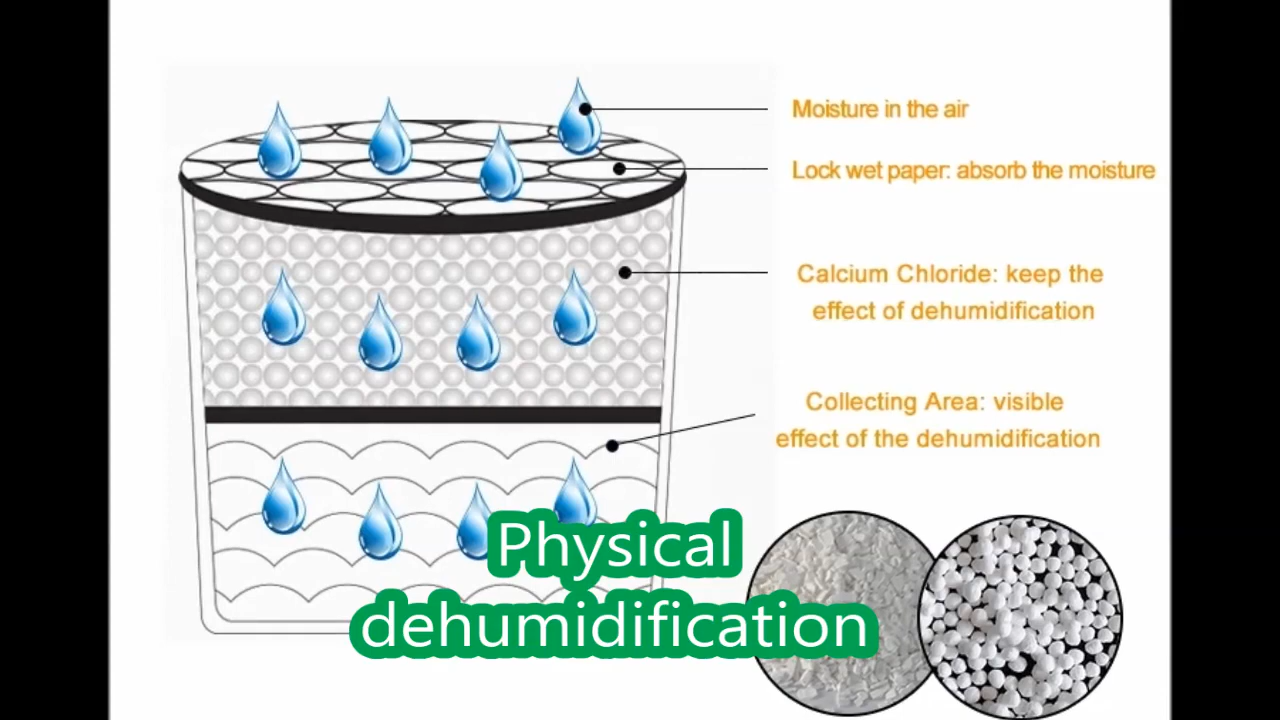 Moisture in the air
Lock wet paper: absorb the moisture
Calcium Chloride: keep the
effect of dehumidification
Collecting Area: visible
effect of the dehumidification
Physical
dehumidification